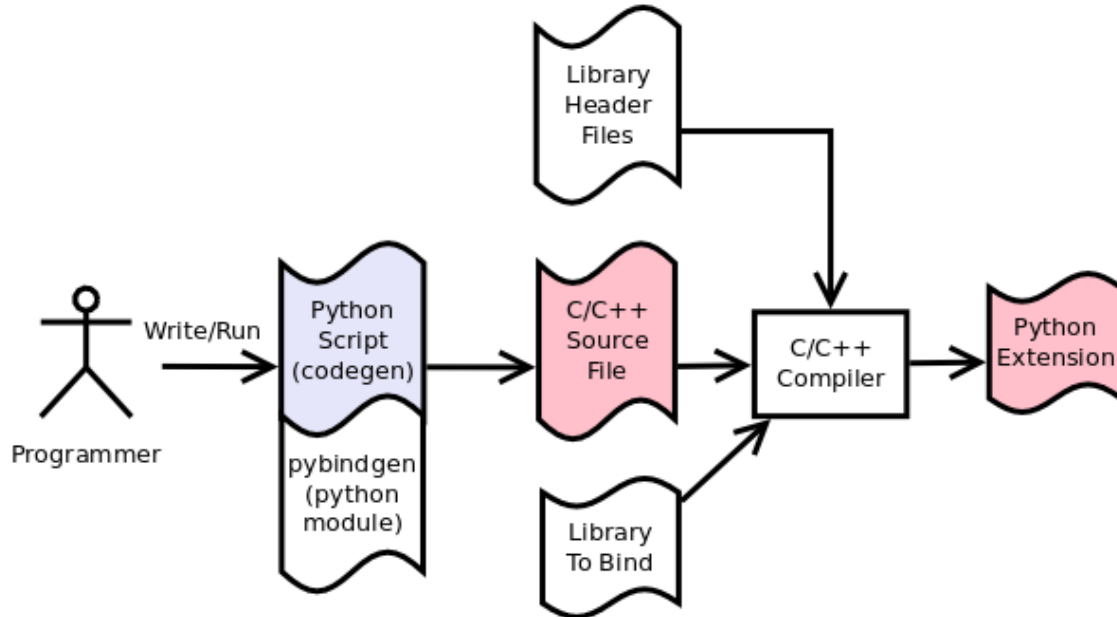 Library
Header
Files
Programmer
Write/Run
Python
Script
(codegen)
pybindgen
(python
module)
C/C++
Source
File
Library
To Bind
C/C++
Compiler
Python
Extension